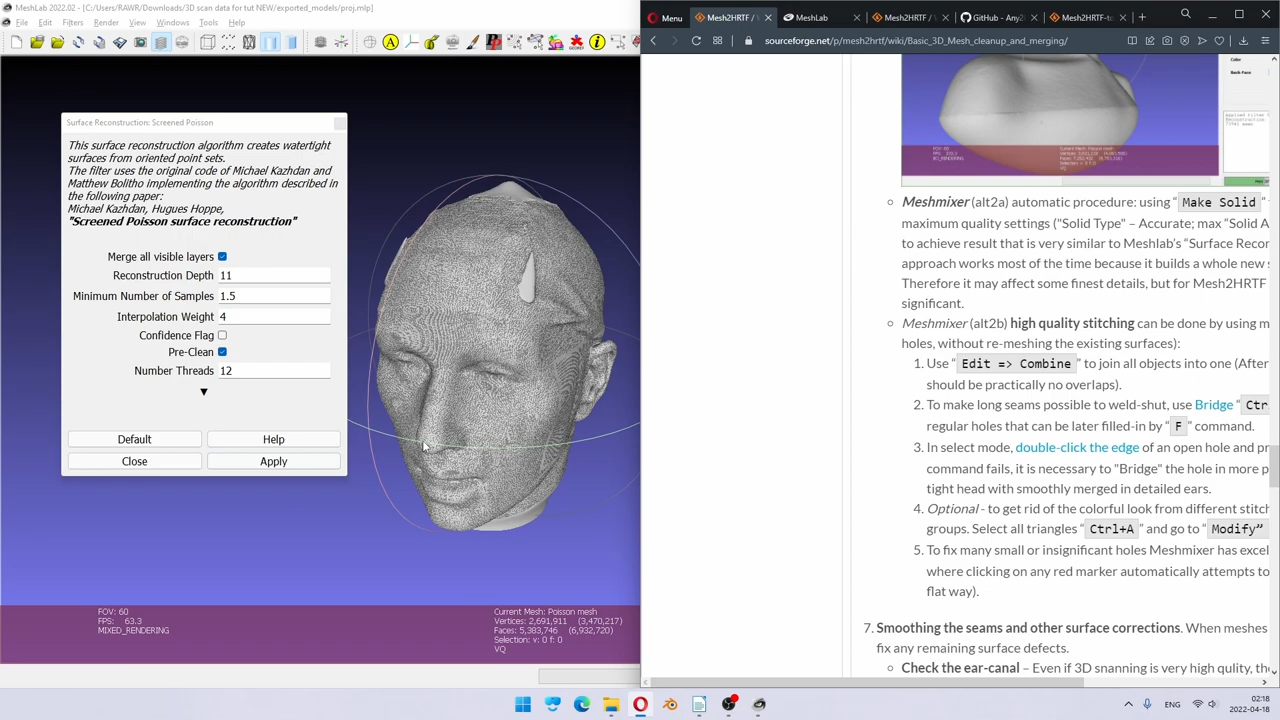 MeshLab 2022.02 - [C:/Users/RAWR/Desktop/3D scan data for tut NEW/exported_models/proj.mlp]
File Edit Filters Render View Windows Tools Help
Surface Reconstruction: Screened Poisson
This surface reconstruction algorithm creates watertight
surfaces from oriented point sets.
The filter uses the original code of Michael Kazhdan and
Matthew Bolitho implementing the algorithm described in
the following paper:
Michael Kazhdan, Hugues Hoppe,
"Screened Poisson surface reconstruction"
Merge all visible layers
Reconstruction Depth 11
Minimum Number of Samples 1.5
Interpolation Weight 4
Confidence Flag
Pre-Clean
Number Threads 12
Default Help
Close Apply
FOV: 60
FPS: 63.3
MIXED_RENDERING
Current Mesh: Poisson mesh
Vertices: 2,691,911 (3,470,217)
Faces: 5,383,746 (6,932,720)
Selection: v: 0 f: 0
VQ
Menu Mesh2HRTF / MeshLab Mesh2HRTF / GitHub - Any2 Mesh2HRTF-to
sourceforge.net/p/mesh2hrtf/wiki/Basic_3D_Mesh_cleanup_and_merging/
Color
Back-Face
Meshmixer (alt2a) automatic procedure: using “Make Solid”
maximum quality settings ("Solid Type" – Accurate; max “Solid A
to achieve result that is very similar to Meshlab’s “Surface Recor
approach works most of the time because it builds a whole new s
Therefore it may affect some finest details, but for Mesh2HRTF
significant.
Meshmixer (alt2b) high quality stitching can be done by using m
holes, without re-meshing the existing surfaces):
1. Use “Edit => Combine” to join all objects into one (After
should be practically no overlaps).
2. To make long seams possible to weld-shut, use Bridge “Ctr
regular holes that can be later filled-in by “F” command.
3. In select mode, double-click the edge of an open hole and pr
command fails, it is necessary to "Bridge" the hole in more p
tight head with smoothly merged in detailed ears.
4. Optional - to get rid of the colorful look from different stitch
groups. Select all triangles “Ctrl+A” and go to “Modify”
5. To fix many small or insignificant holes Meshmixer has excel
where clicking on any red marker automatically attempts to
flat way).
7. Smoothing the seams and other surface corrections. When meshes
fix any remaining surface defects.
Check the ear-canal – Even if 3D snanning is very high qulity, the
ENG
02:18
2022-04-18